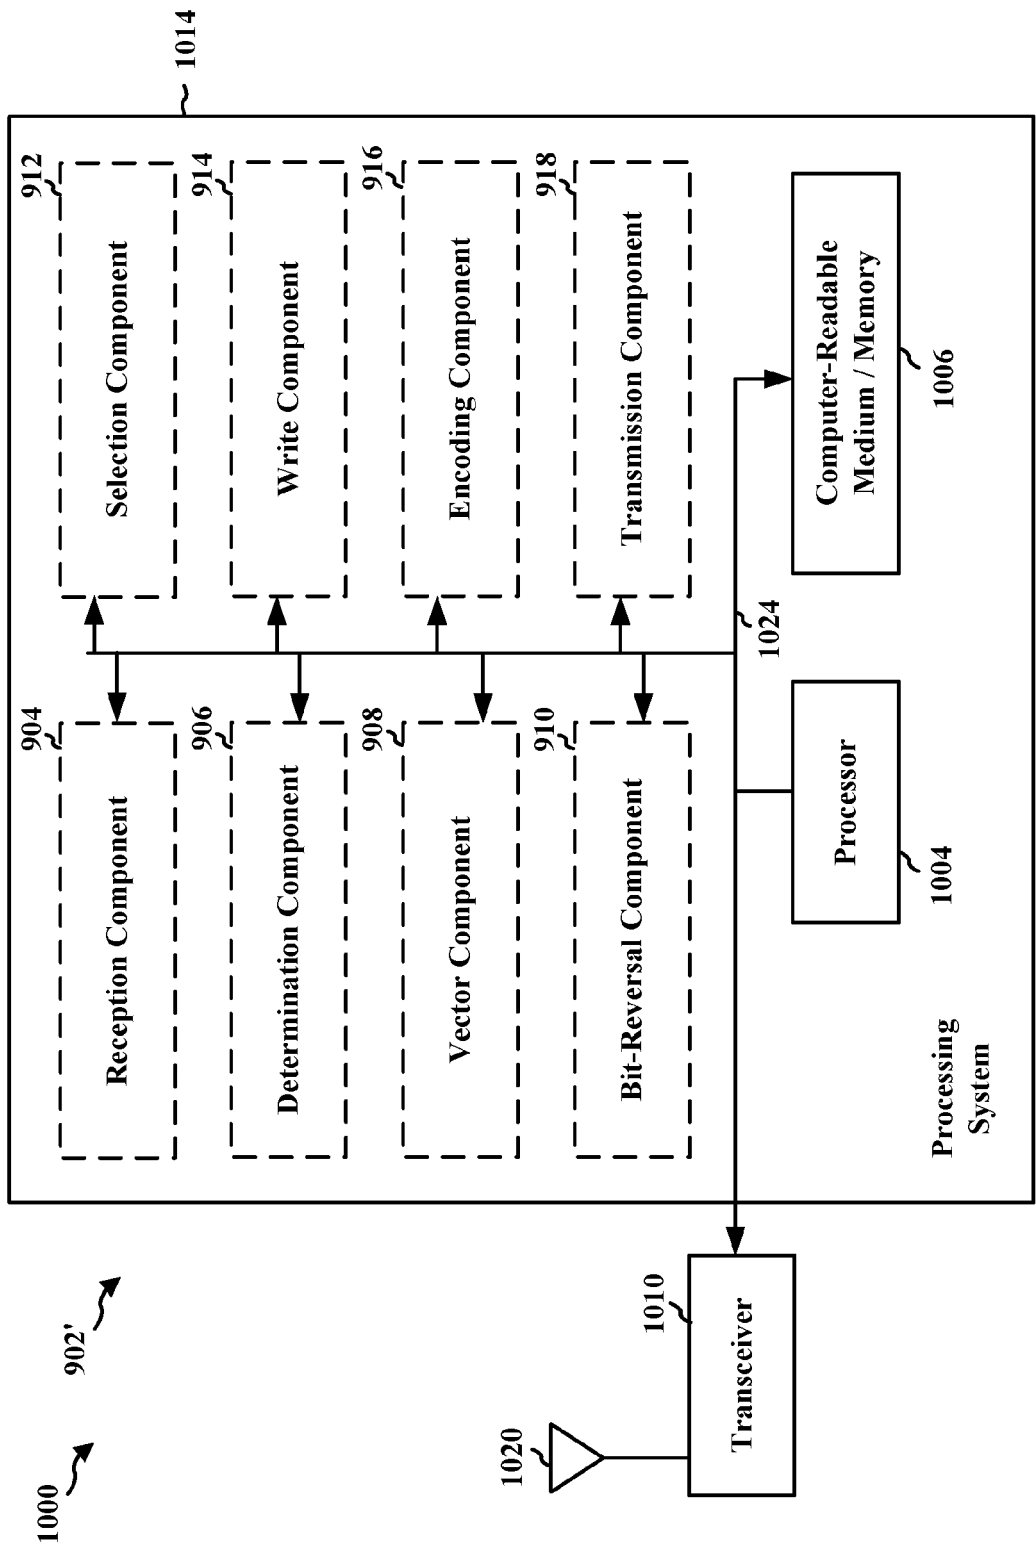 1000
902'
1014
904
Reception Component
912
Selection Component
906
Determination Component
914
Write Component
908
Vector Component
916
Encoding Component
910
Bit-Reversal Component
918
Transmission Component
1020
1010
Transceiver
1024
Processor
1004
Computer-Readable
Medium / Memory
1006
Processing
System